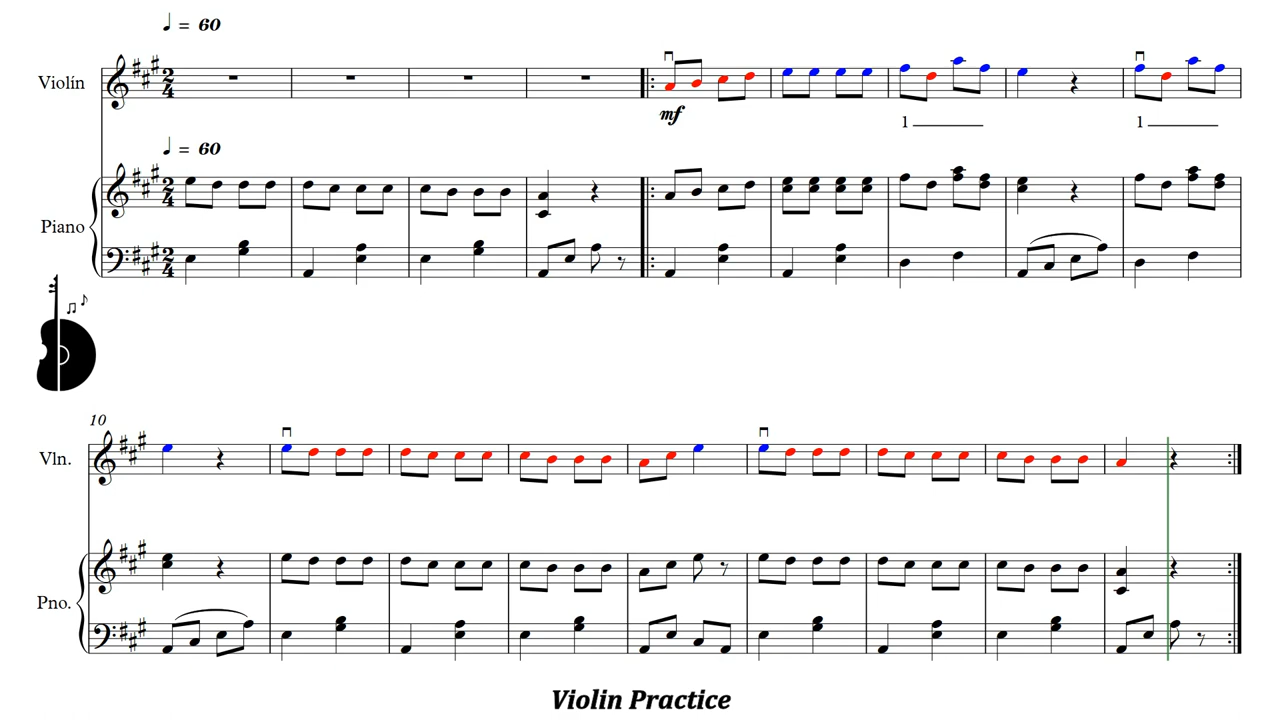 ♩ = 60
Violín
mf
1
1
♩ = 60
Piano
10
Vln.
Pno.
Violin Practice